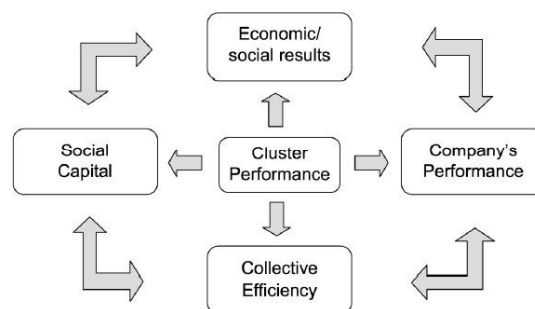 Economic/
social results
Social
Capital
Cluster
Performance
Company's
Performance
Collective
Efficiency